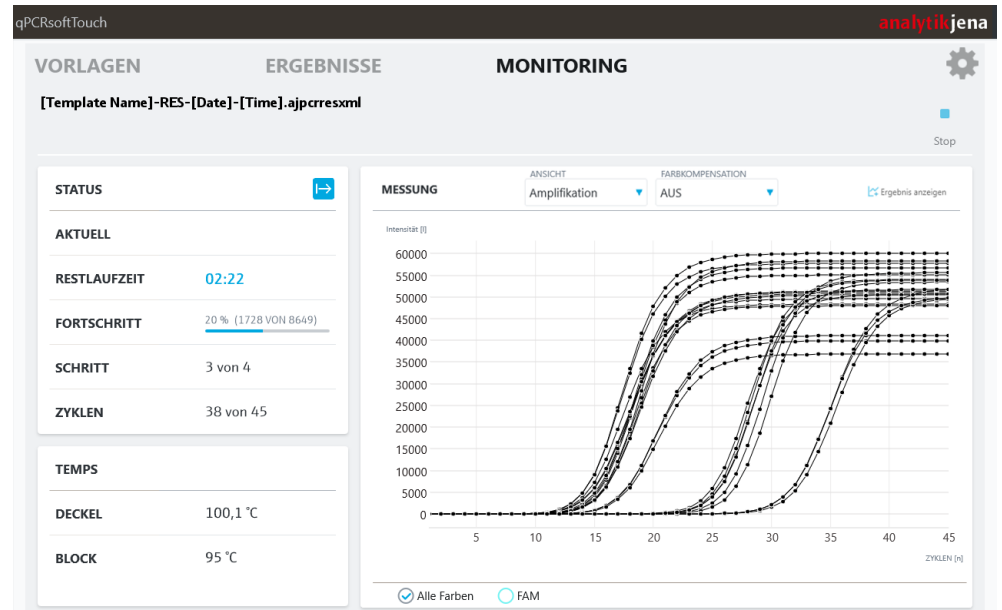 qPCRsoftTouch
analytikjena
VORLAGEN ERGEBNISSE MONITORING
[Template Name]-RES-[Date]-[Time].ajpcrresxml
Stop
STATUS
AKTUELL
RESTLAUFZEIT 02:22
FORTSCHRITT 20 % (1728 VON 8649)
SCHRITT 3 von 4
ZYKLEN 38 von 45
TEMPS
DECKEL 100,1 °C
BLOCK 95 °C
MESSUNG
ANSICHT
Amplifikation
FARBKOMPENSATION
AUS
Ergebnis anzeigen
Intensität [I]
60000
55000
50000
45000
40000
35000
30000
25000
20000
15000
10000
5000
0
5 10 15 20 25 30 35 40 45
ZYKLEN [n]
Alle Farben FAM